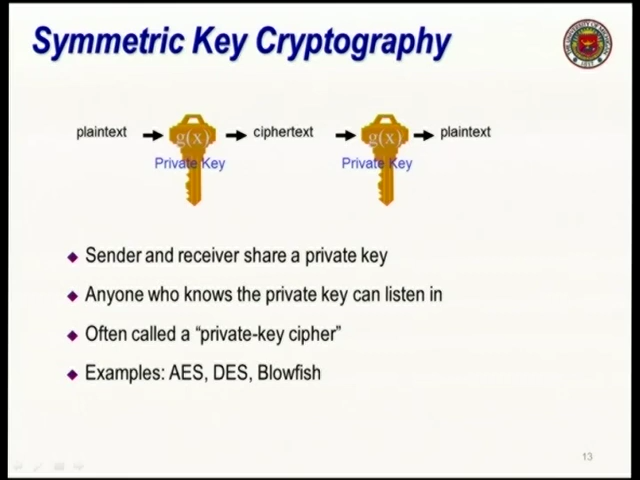 Symmetric Key Cryptography
plaintext g(x) ciphertext g(x) plaintext
Private Key Private Key
Sender and receiver share a private key
Anyone who knows the private key can listen in
Often called a “private-key cipher”
Examples: AES, DES, Blowfish
13